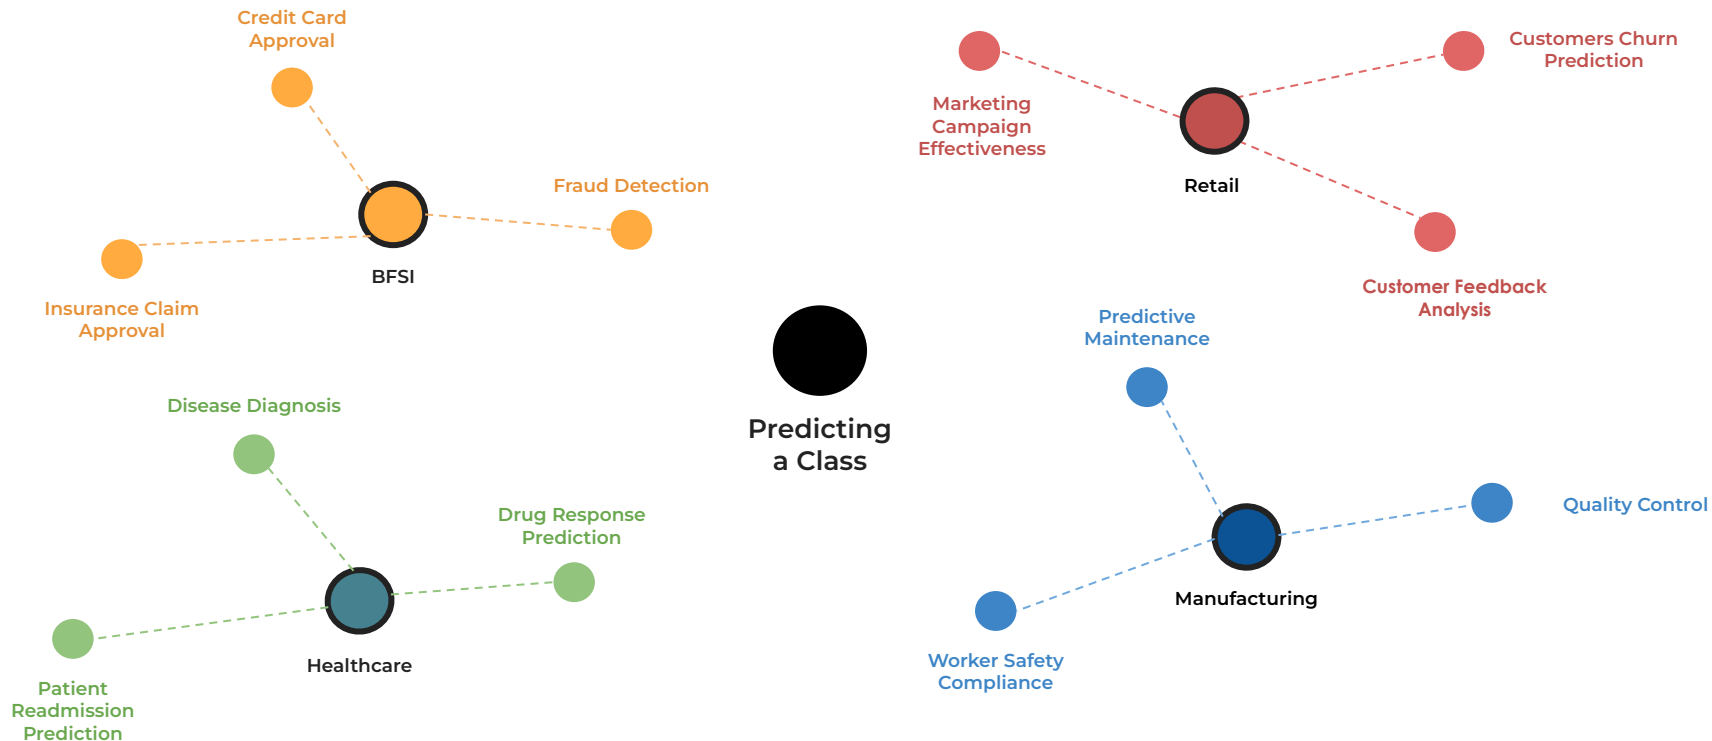 Credit Card
Approval
Fraud Detection
BFSI
Insurance Claim
Approval
Customers Churn
Prediction
Marketing
Campaign
Effectiveness
Retail
Customer Feedback
Analysis
Predicting
a Class
Disease Diagnosis
Drug Response
Prediction
Healthcare
Patient
Readmission
Prediction
Predictive
Maintenance
Quality Control
Manufacturing
Worker Safety
Compliance